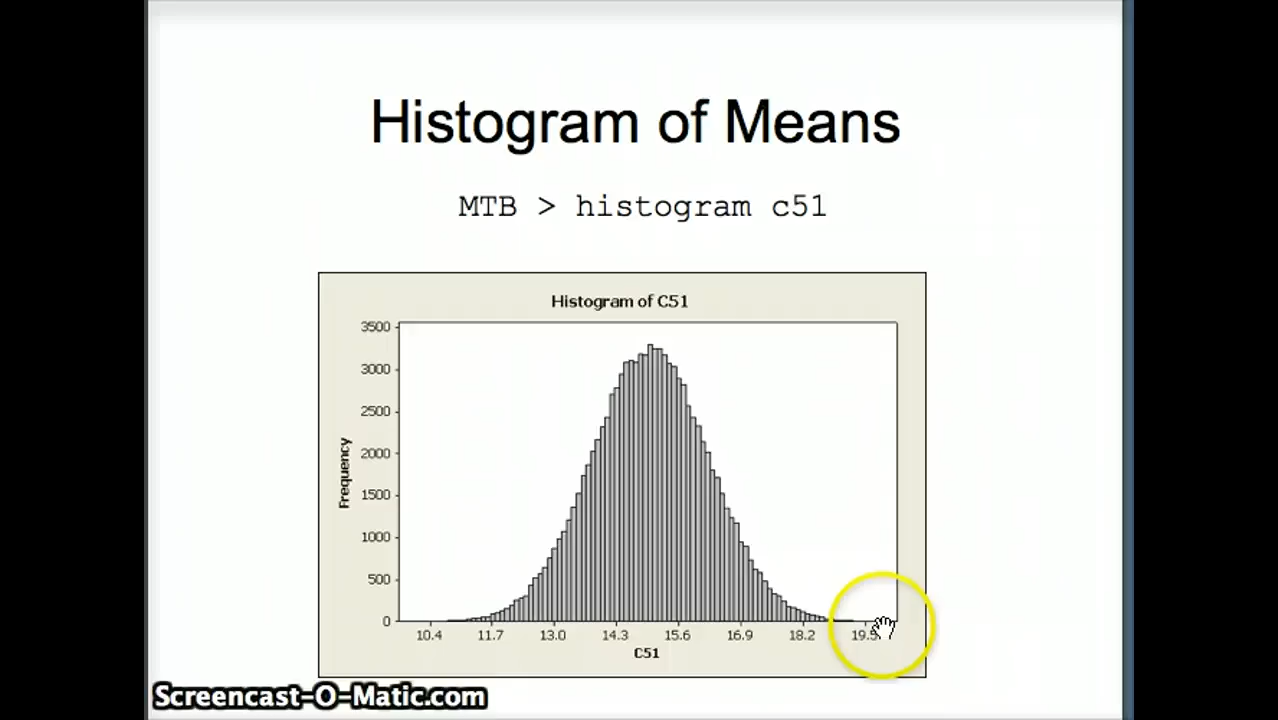 Histogram of Means
MTB > histogram c51
Histogram of C51
3500
3000
2500
2000
1500
1000
500
0
Frequency
10.4 11.7 13.0 14.3 15.6 16.9 18.2 19.5
C51
Screencast-O-Matic.com